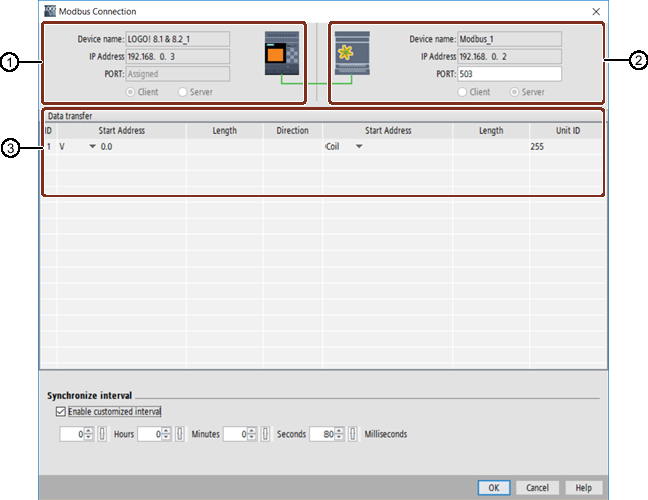 Modbus Connection
1
Device name: LOGO! 8.1 & 8.2_1
IP Address 192.168. 0. 3
PORT: Assigned
Client Server
2
Device name: Modbus_1
IP Address 192.168. 0. 2
PORT: 503
Client Server
Data transfer
ID Start Address Length Direction Start Address Length Unit ID
3
1 V 0.0 Coil 255
Synchronize interval
Enable customized interval
0 Hours 0 Minutes 0 Seconds 80 Milliseconds
OK Cancel Help